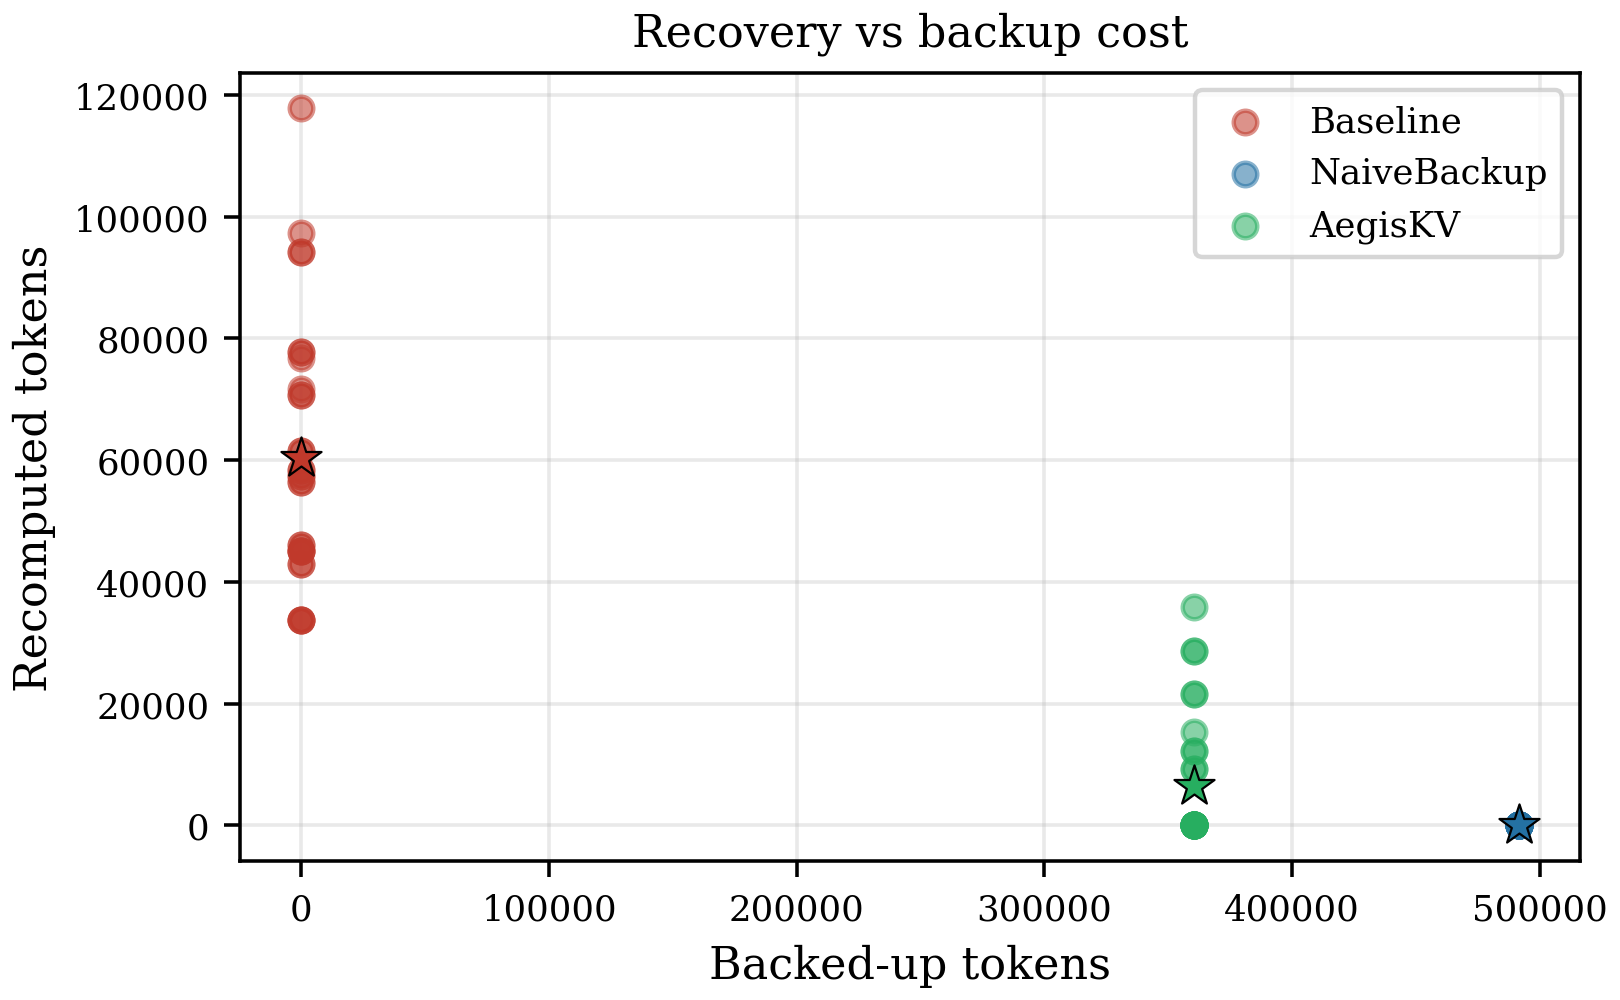 Recovery vs backup cost
120000
100000
80000
60000
40000
20000
0
Recomputed tokens
Baseline
NaiveBackup
AegisKV
0
100000
200000
300000
400000
500000
Backed-up tokens